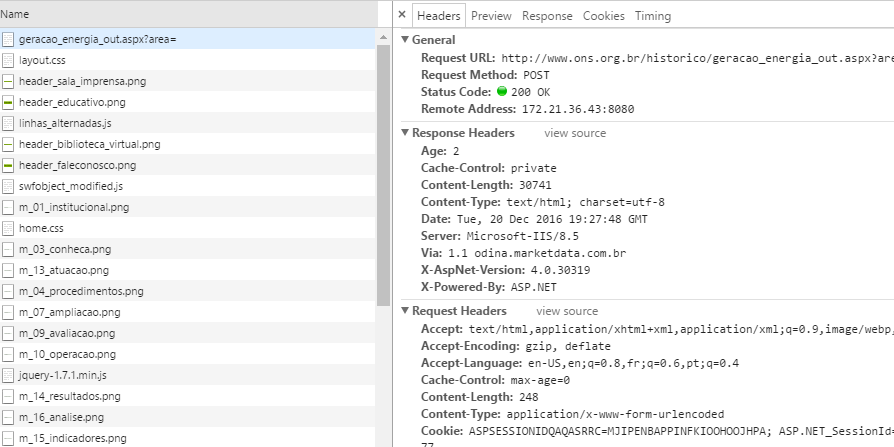 Name
geracao_energia_out.aspx?area=
layout.css
header_sala_imprensa.png
header_educativo.png
linhas_alternadas.js
header_biblioteca_virtual.png
header_faleconosco.png
swfobject_modified.js
m_01_institucional.png
home.css
m_03_conheca.png
m_13_atuacao.png
m_04_procedimentos.png
m_07_ampliacao.png
m_09_avaliacao.png
m_10_operacao.png
jquery-1.7.1.min.js
m_14_resultados.png
m_16_analise.png
m_15_indicadores.png
× Headers Preview Response Cookies Timing
▼ General
Request URL: http://www.ons.org.br/historico/geracao_energia_out.aspx?are
Request Method: POST
Status Code: 200 OK
Remote Address: 172.21.36.43:8080
▼ Response Headers view source
Age: 2
Cache-Control: private
Content-Length: 30741
Content-Type: text/html; charset=utf-8
Date: Tue, 20 Dec 2016 19:27:48 GMT
Server: Microsoft-IIS/8.5
Via: 1.1 odina.marketdata.com.br
X-AspNet-Version: 4.0.30319
X-Powered-By: ASP.NET
▼ Request Headers view source
Accept: text/html,application/xhtml+xml,application/xml;q=0.9,image/webp,
Accept-Encoding: gzip, deflate
Accept-Language: en-US,en;q=0.8,fr;q=0.6,pt;q=0.4
Cache-Control: max-age=0
Content-Length: 248
Content-Type: application/x-www-form-urlencoded
Cookie: ASPSESSIONIDQAQASRRC=MJIPENBAPPINFKIOOHOOJHPA; ASP.NET_SessionId=